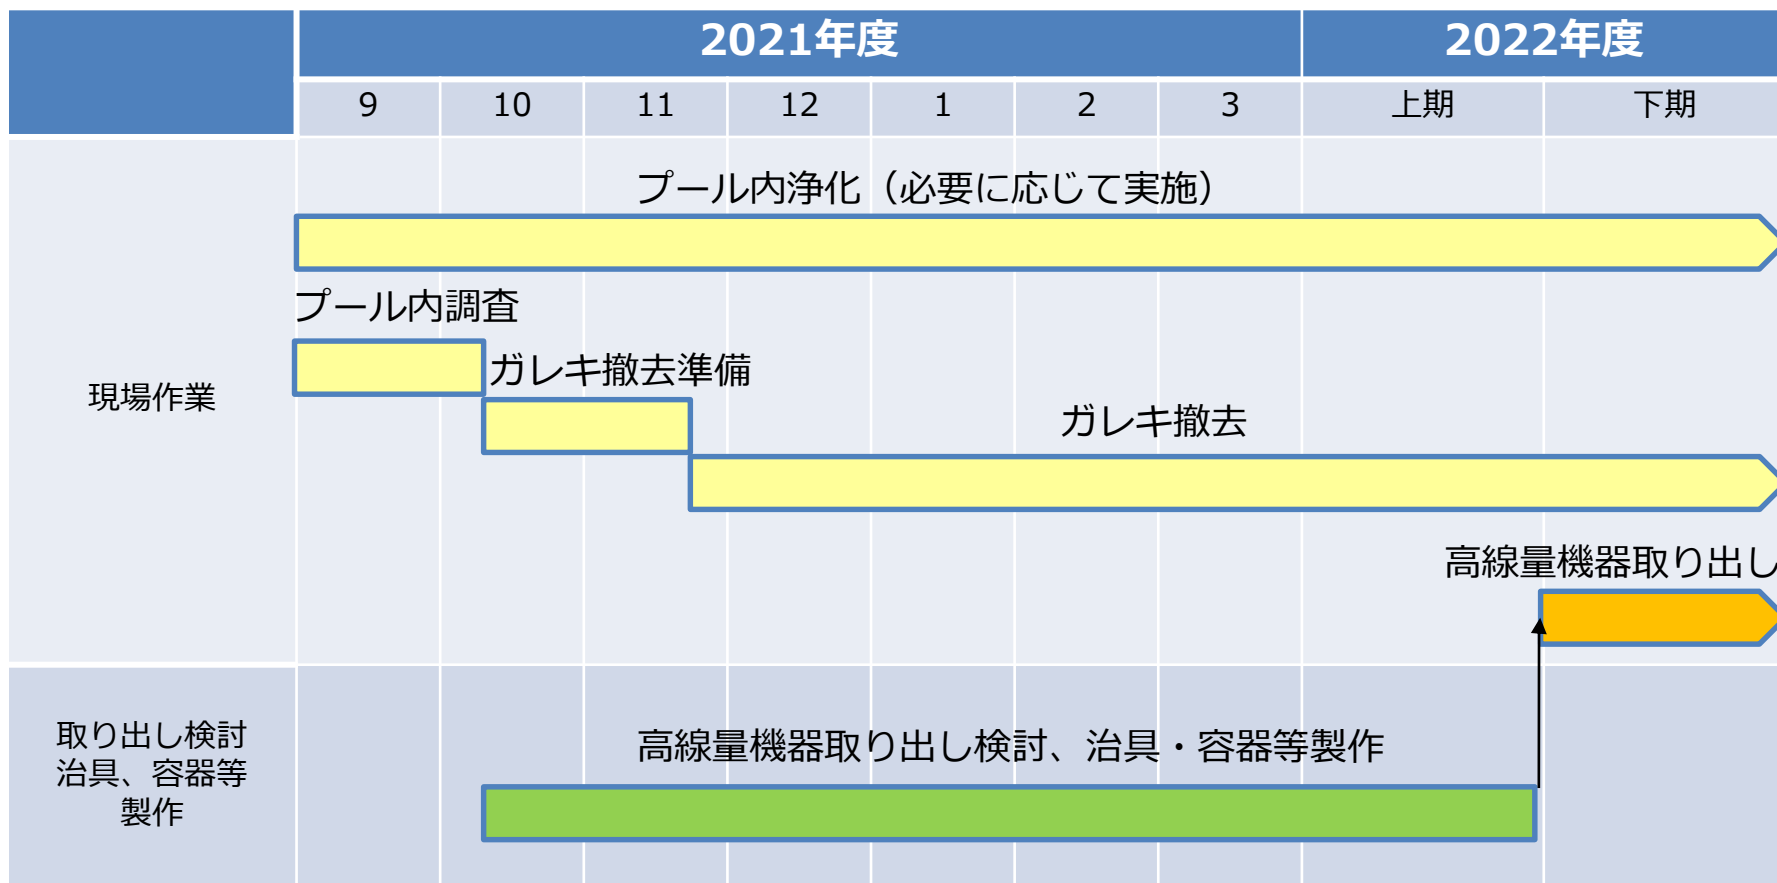 2021年度 2022年度
9 10 11 12 1 2 3 上期 下期
現場作業
プール内浄化（必要に応じて実施）
プール内調査
ガレキ撤去準備
ガレキ撤去
高線量機器取り出し
取り出し検討
治具、容器等
製作
高線量機器取り出し検討、治具・容器等製作